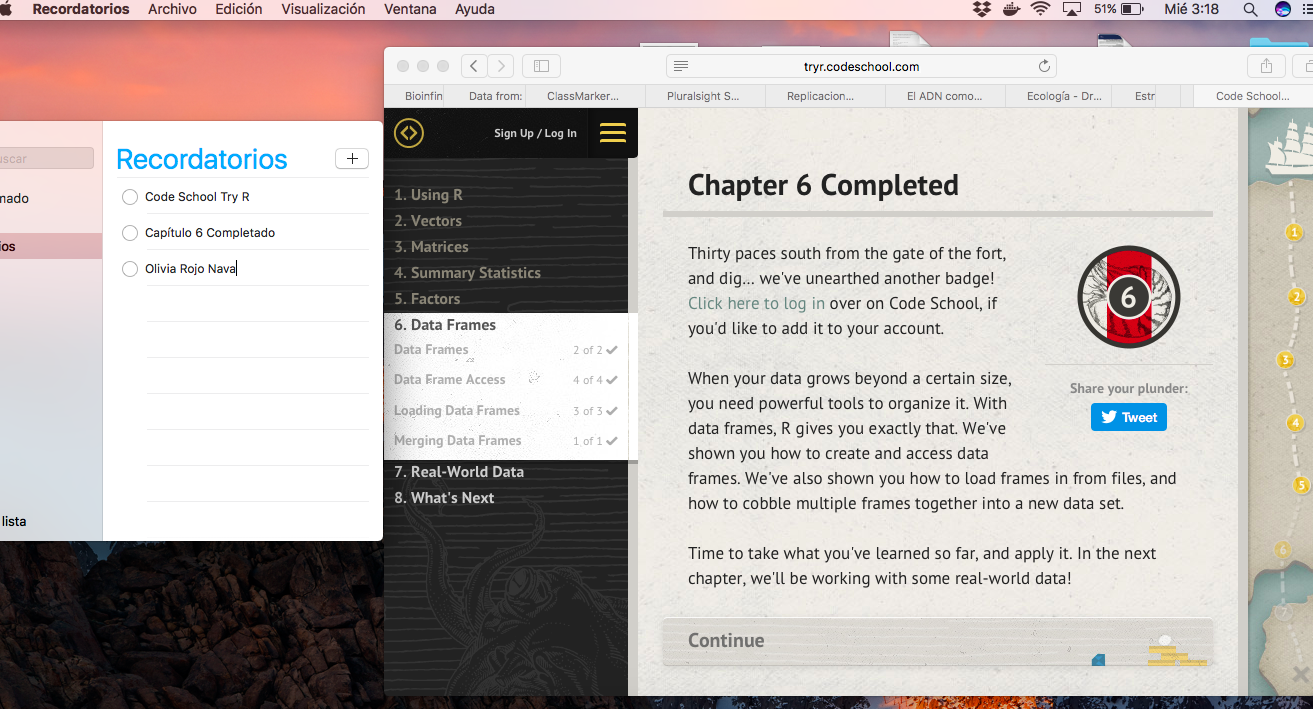 Recordatorios Archivo Edición Visualización Ventana Ayuda 51% Mié 3:18
tryr.codeschool.com
Bioinfin Data from: ClassMarker... Pluralsight S... Replicacion... El ADN como... Ecología - Dr... Estr Code School...
uscar
mado
ios
lista
Recordatorios +
Code School Try R
Capítulo 6 Completado
Olivia Rojo Nava
Sign Up / Log In
1. Using R
2. Vectors
3. Matrices
4. Summary Statistics
5. Factors
6. Data Frames
Data Frames 2 of 2
Data Frame Access 4 of 4
Loading Data Frames 3 of 3
Merging Data Frames 1 of 1
7. Real-World Data
8. What's Next
Chapter 6 Completed
Thirty paces south from the gate of the fort,
and dig... we've unearthed another badge!
Click here to log in over on Code School, if
you'd like to add it to your account.
6
Share your plunder:
Tweet
When your data grows beyond a certain size,
you need powerful tools to organize it. With
data frames, R gives you exactly that. We've
shown you how to create and access data
frames. We've also shown you how to load frames in from files, and
how to cobble multiple frames together into a new data set.
Time to take what you've learned so far, and apply it. In the next
chapter, we'll be working with some real-world data!
Continue
1
2
3
4
5
6
7